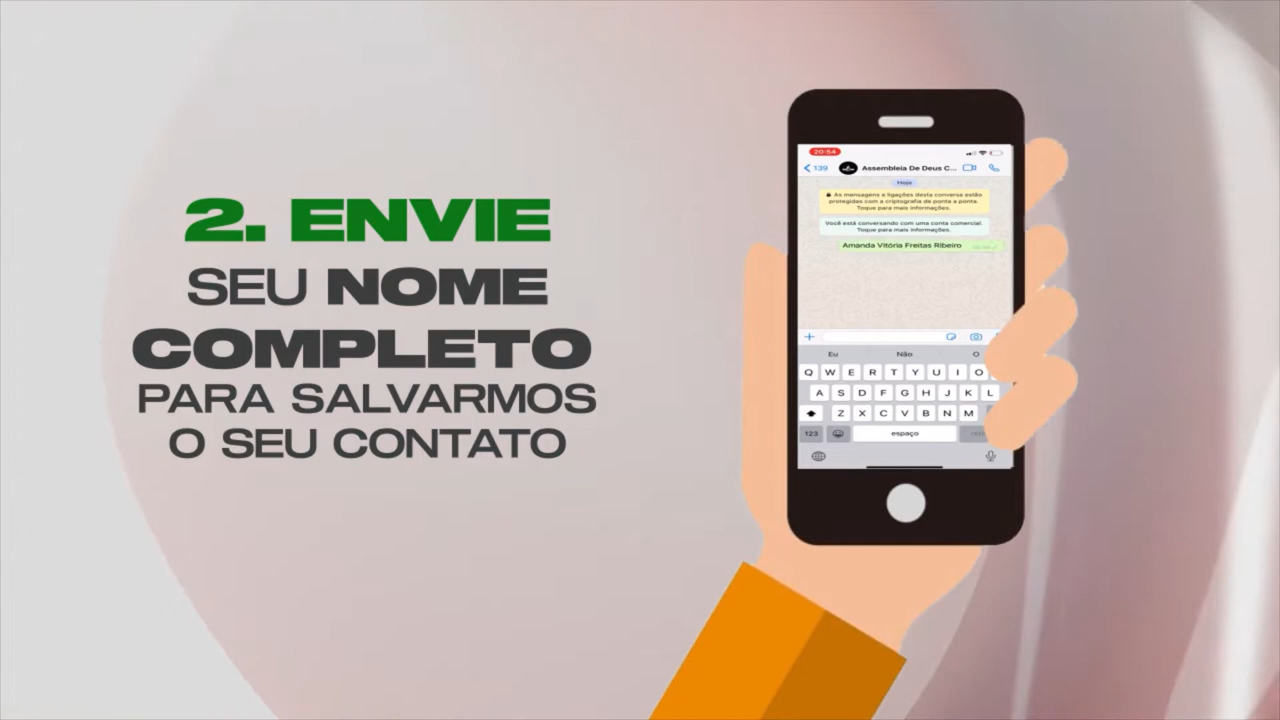 2. ENVIE
SEU NOME
COMPLETO
PARA SALVARMOS
O SEU CONTATO
20:54
139 Assembleia De Deus C...
Hoje
As mensagens e ligações desta conversa estão
protegidas com a criptografia de ponta a ponta.
Toque para mais informações.
Você está conversando com uma conta comercial.
Toque para mais informações.
Amanda Vitória Freitas Ribeiro
Eu Não O
Q W E R T Y U I O
A S D F G H J K L
Z X C V B N M
123 espaço